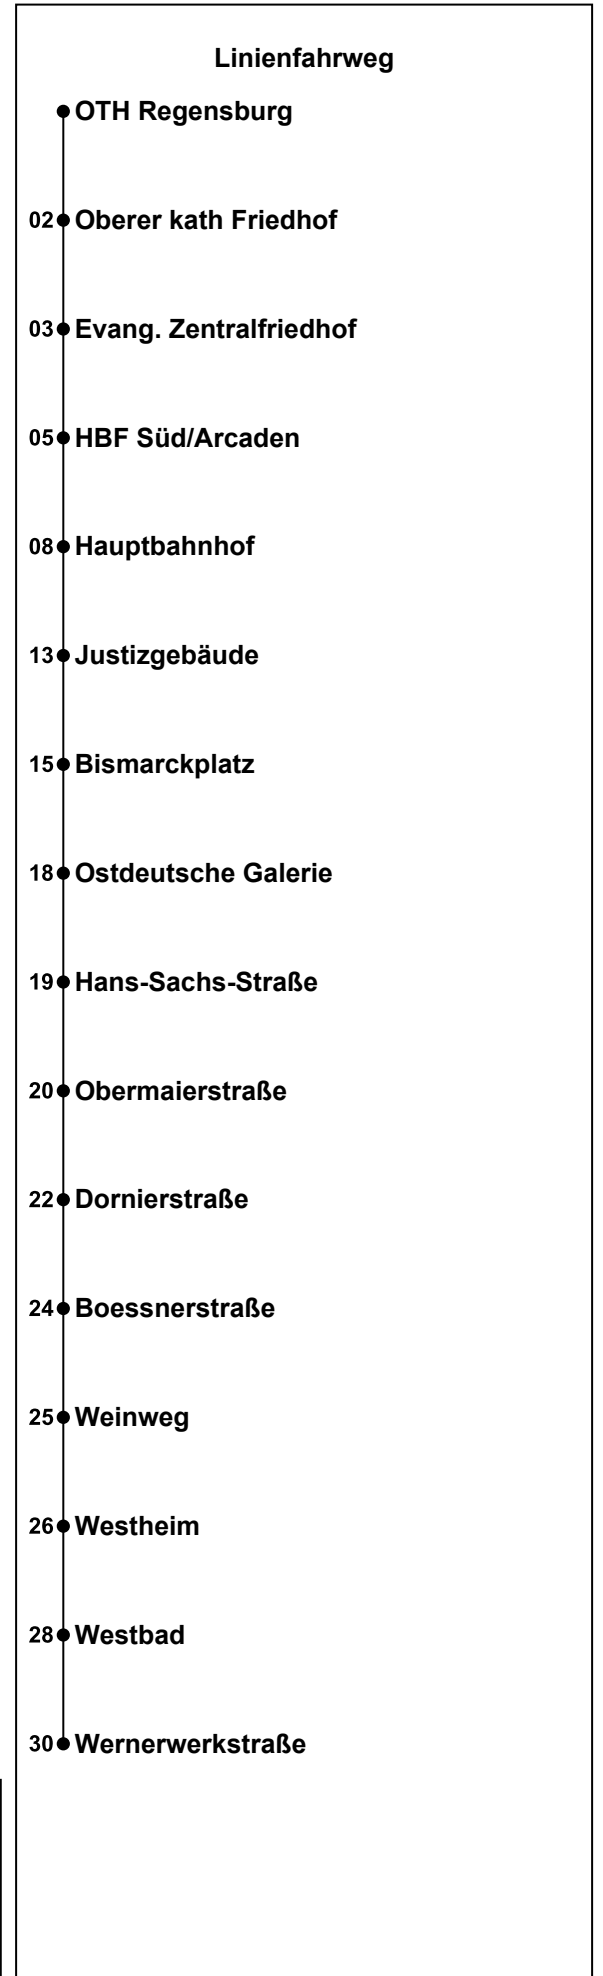 Linienfahrweg
OTH Regensburg
02 Oberer kath Friedhof
03 Evang. Zentralfriedhof
05 HBF Süd/Arcaden
08 Hauptbahnhof
13 Justizgebäude
15 Bismarckplatz
18 Ostdeutsche Galerie
19 Hans-Sachs-Straße
20 Obermaierstraße
22 Dornierstraße
24 Boessnerstraße
25 Weinweg
26 Westheim
28 Westbad
30 Wernerwerkstraße